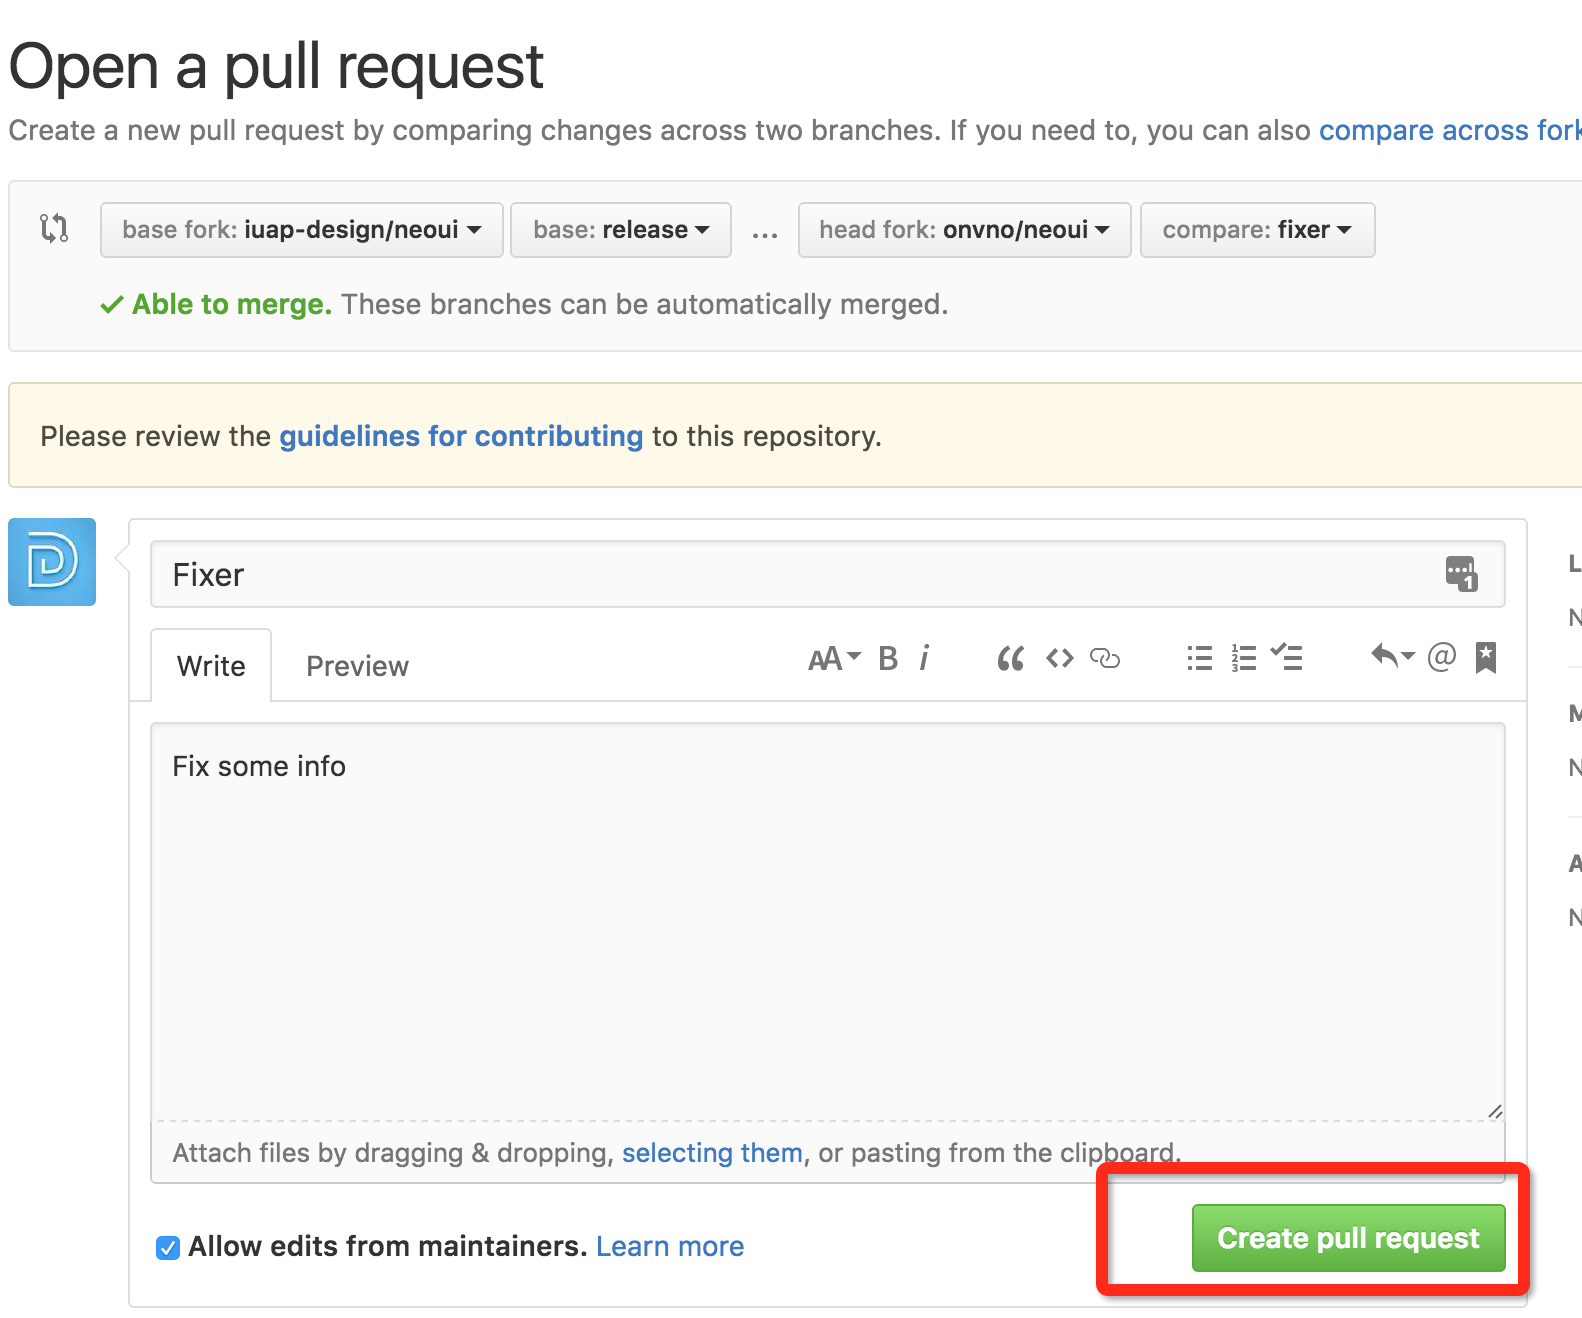 Open a pull request
Create a new pull request by comparing changes across two branches. If you need to, you can also compare across fork
base fork: iuap-design/neoui base: release ... head fork: onvno/neoui compare: fixer
Able to merge. These branches can be automatically merged.
Please review the guidelines for contributing to this repository.
Fixer
Write Preview
Fix some info
Attach files by dragging & dropping, selecting them, or pasting from the clipboard.
Allow edits from maintainers. Learn more
Create pull request